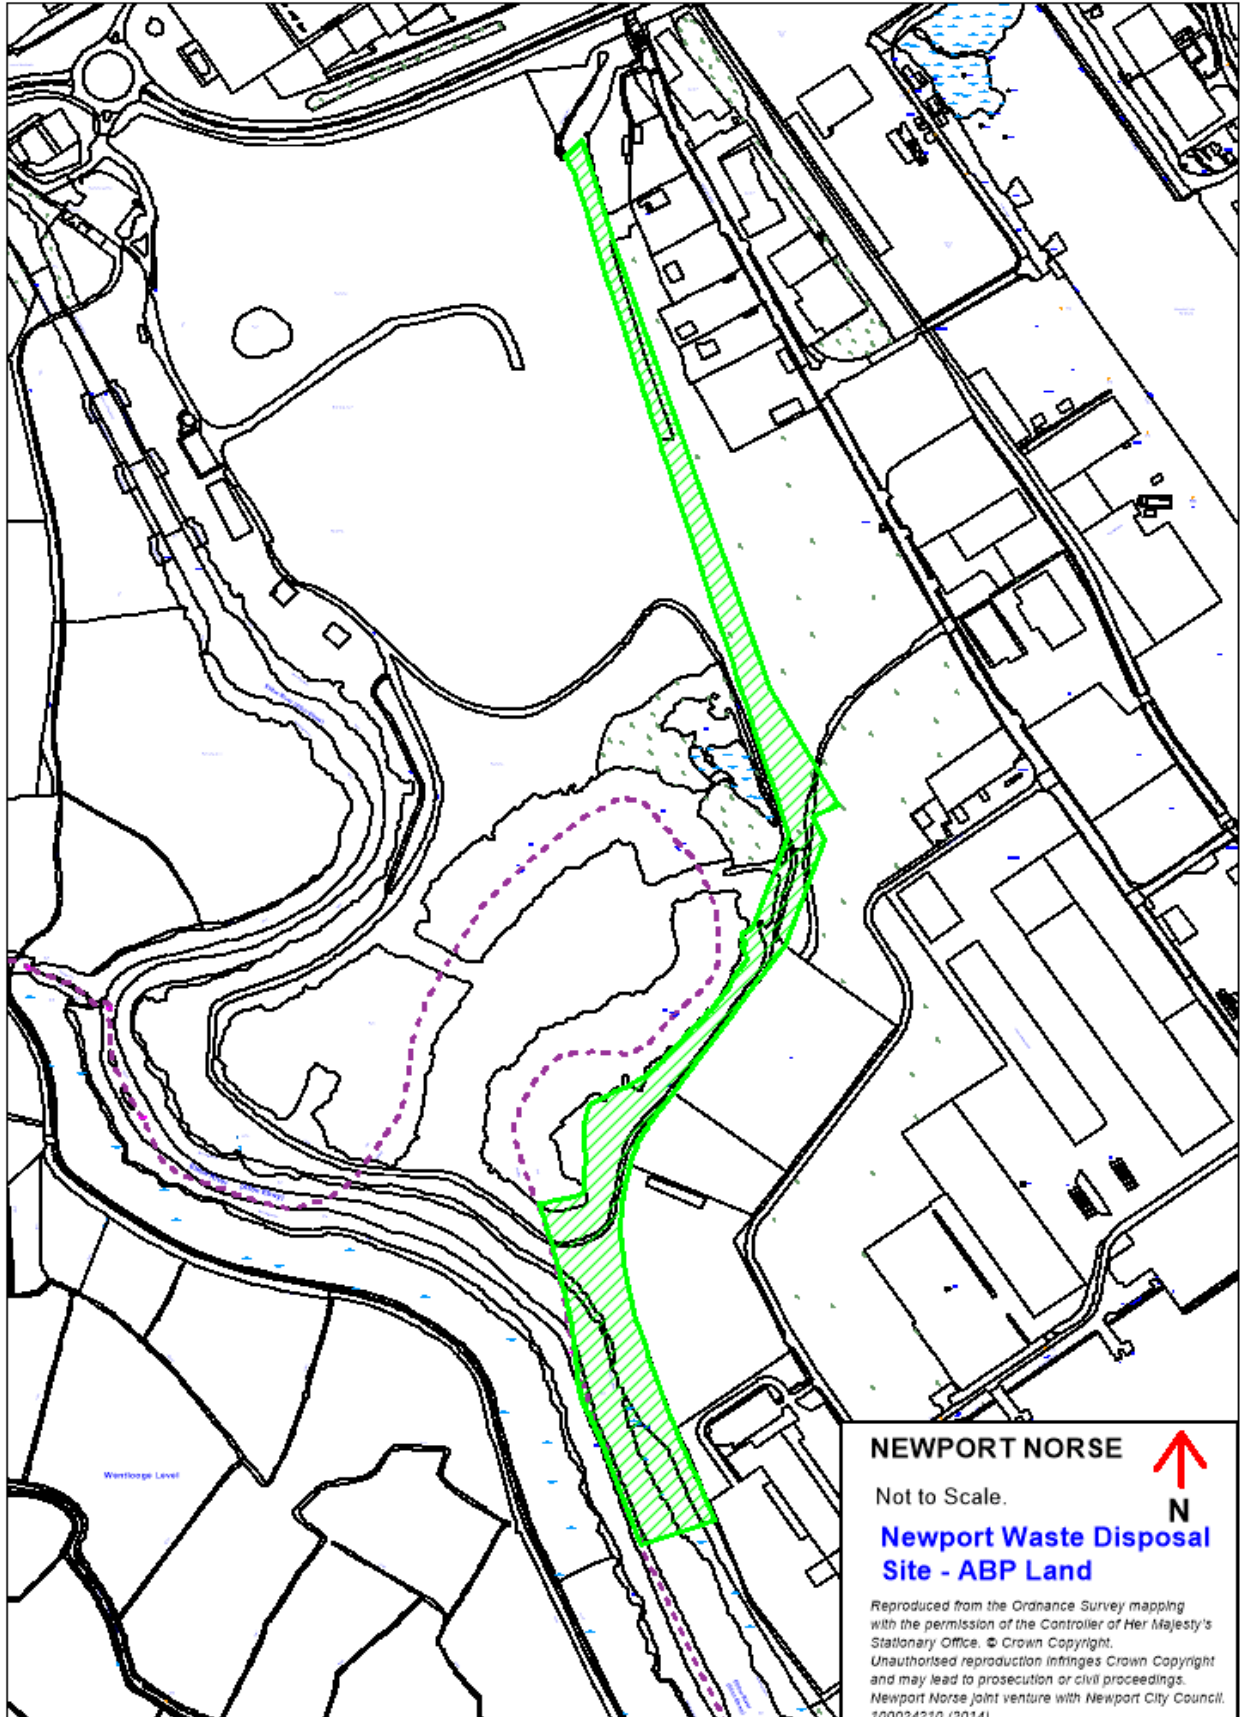 Wentlooge Level
NEWPORT NORSE
Not to Scale.
N
Newport Waste Disposal
Site - ABP Land
Reproduced from the Ordnance Survey mapping
with the permission of the Controller of Her Majesty's
Stationary Office. © Crown Copyright.
Unauthorised reproduction infringes Crown Copyright
and may lead to prosecution or civil proceedings.
Newport Norse joint venture with Newport City Council.
100024210 (2014)